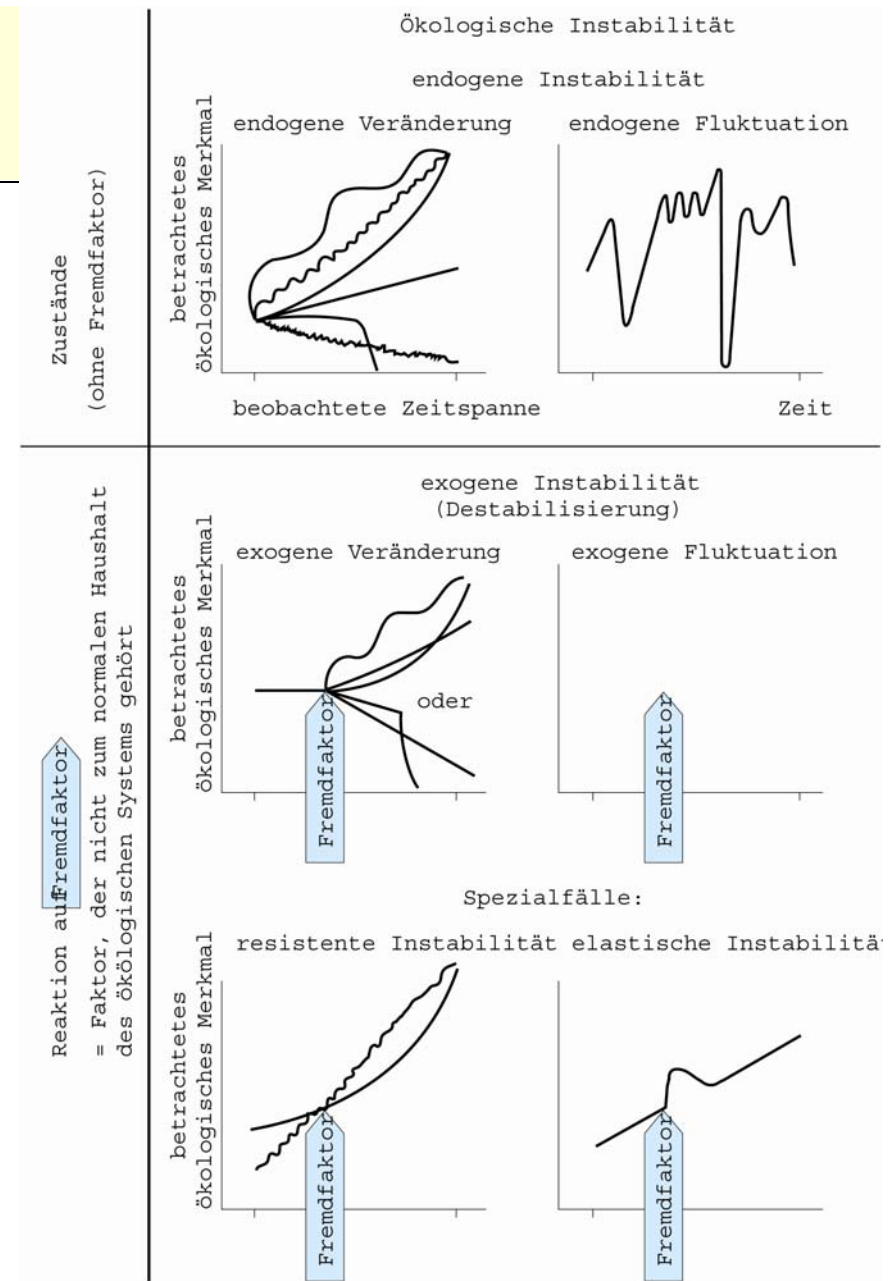 Ökologische Instabilität
endogene Instabilität
endogene Veränderung
endogene Fluktuation
Zustände
(ohne Fremdfaktor)
betrachtetes
ökologisches Merkmal
beobachtete Zeitspanne
Zeit
exogene Instabilität
(Destabilisierung)
exogene Veränderung
exogene Fluktuation
betrachtetes
ökologisches Merkmal
oder
Fremdfaktor
Fremdfaktor
Reaktion auf Fremdfaktor
= Faktor, der nicht zum normalen Haushalt
des ökölogischen Systems gehört
Spezialfälle:
resistente Instabilität
elastische Instabilität
betrachtetes
ökologisches Merkmal
Fremdfaktor
Fremdfaktor